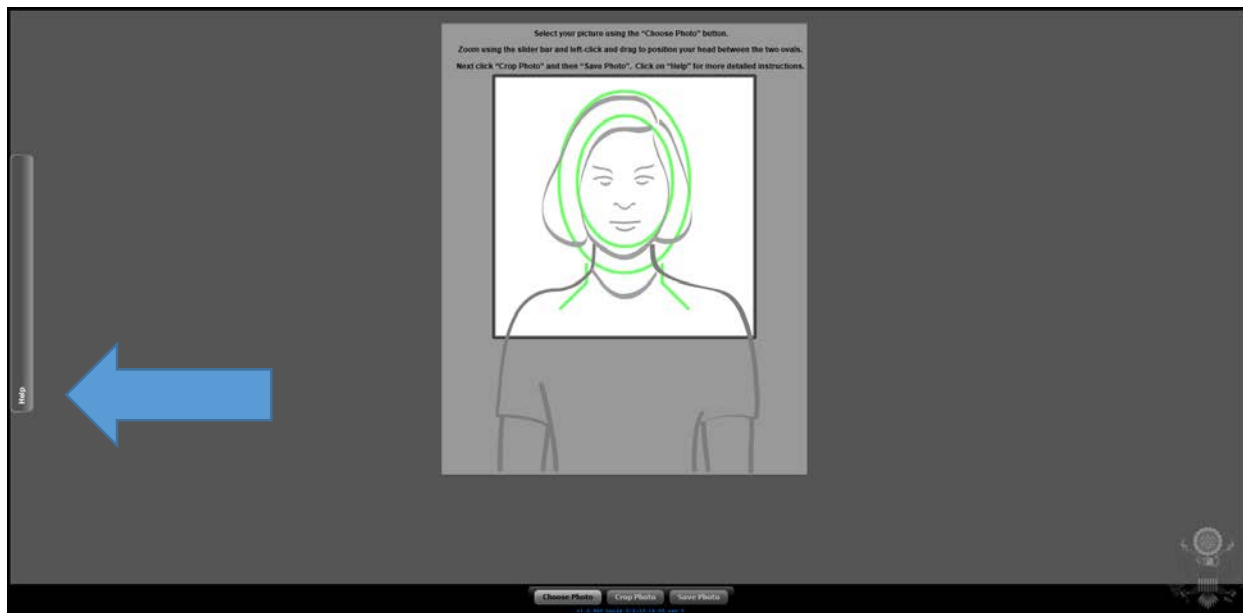 Select your picture using the "Choose Photo" button.
Zoom using the slider bar and left-click and drag to position your head between the two ovals.
Next click "Crop Photo" and then "Save Photo". Click on "Help" for more detailed instructions.
Help
Choose Photo Crop Photo Save Photo